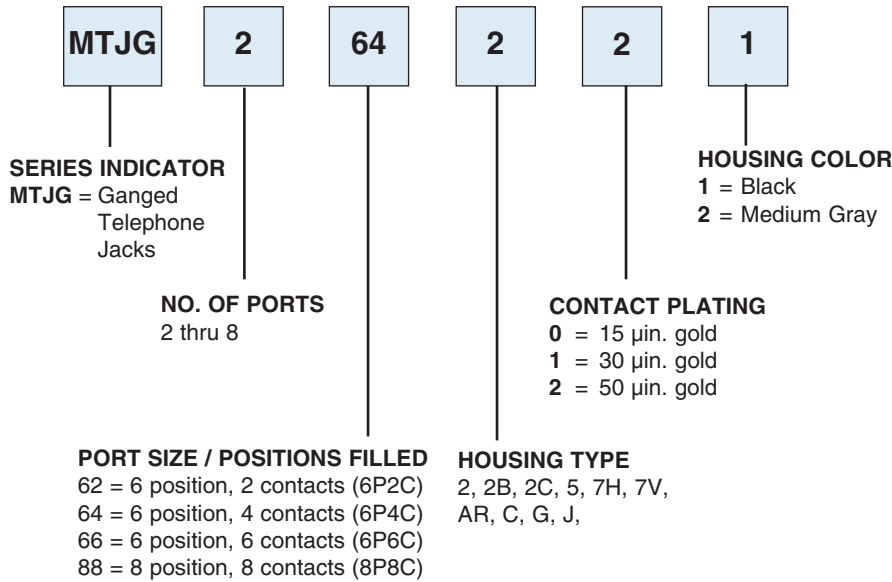 MTJG 2 64 2 2 1
SERIES INDICATOR
MTJG = Ganged
Telephone
Jacks
HOUSING COLOR
1 = Black
2 = Medium Gray
NO. OF PORTS
2 thru 8
CONTACT PLATING
0 = 15 µin. gold
1 = 30 µin. gold
2 = 50 µin. gold
PORT SIZE / POSITIONS FILLED
62 = 6 position, 2 contacts (6P2C)
64 = 6 position, 4 contacts (6P4C)
66 = 6 position, 6 contacts (6P6C)
88 = 8 position, 8 contacts (8P8C)
HOUSING TYPE
2, 2B, 2C, 5, 7H, 7V,
AR, C, G, J,